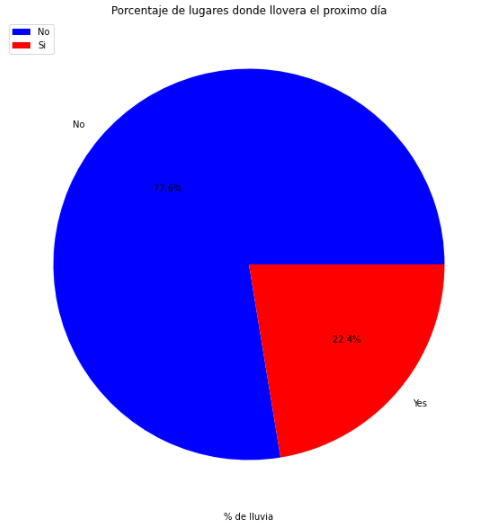 Porcentaje de lugares donde llovera el proximo día
No
Si
No
77.6%
22.4%
Yes
% de lluvia